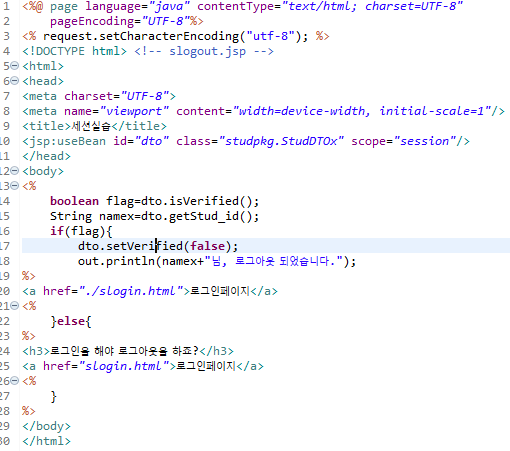 1 <%@ page language="java" contentType="text/html; charset=UTF-8"
2     pageEncoding="UTF-8"%>
3 <% request.setCharacterEncoding("utf-8"); %>
4 <!DOCTYPE html> <!-- slogout.jsp -->
5 <html>
6 <head>
7 <meta charset="UTF-8">
8 <meta name="viewport" content="width=device-width, initial-scale=1"/>
9 <title>세션실습</title>
10 <jsp:useBean id="dto" class="studpkg.StudDTOx" scope="session"/>
11 </head>
12 <body>
13 <%
14     boolean flag=dto.isVerified();
15     String namex=dto.getStud_id();
16     if(flag){
17         dto.setVerified(false);
18         out.println(namex+"님, 로그아웃 되었습니다.");
19 %>
20 <a href="./slogin.html">로그인페이지</a>
21 <%
22     }else{
23 %>
24 <h3>로그인을 해야 로그아웃을 하죠?</h3>
25 <a href="slogin.html">로그인페이지</a>
26 <%
27     }
28 %>
29 </body>
30 </html>